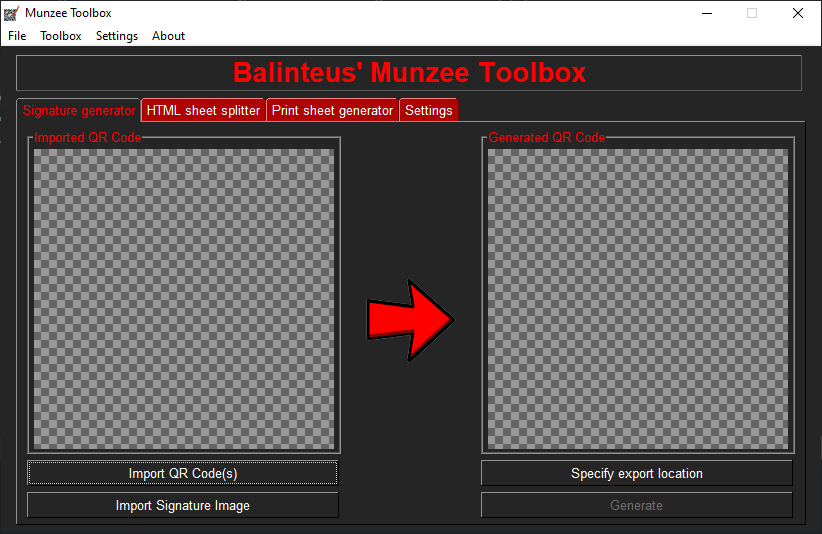 Munzee Toolbox
File Toolbox Settings About
Balinteus' Munzee Toolbox
Signature generator HTML sheet splitter Print sheet generator Settings
Imported QR Code Generated QR Code
Import QR Code(s) Specify export location
Import Signature Image Generate